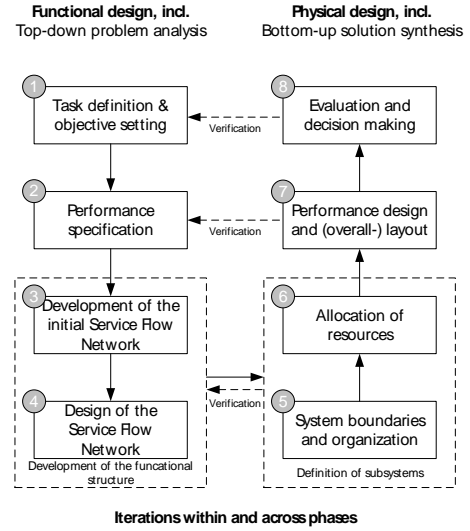 Functional design, incl.
Top-down problem analysis
Physical design, incl.
Bottom-up solution synthesis
1
Task definition &
objective setting
8
Evaluation and
decision making
Verification
2
Performance
specification
7
Performance design
and (overall-) layout
Verification
3
Development of the
initial Service Flow
Network
6
Allocation of
resources
Verification
4
Design of the
Service Flow
Network
5
System boundaries
and organization
Development of the funcational
structure
Definition of subsystems
Iterations within and across phases